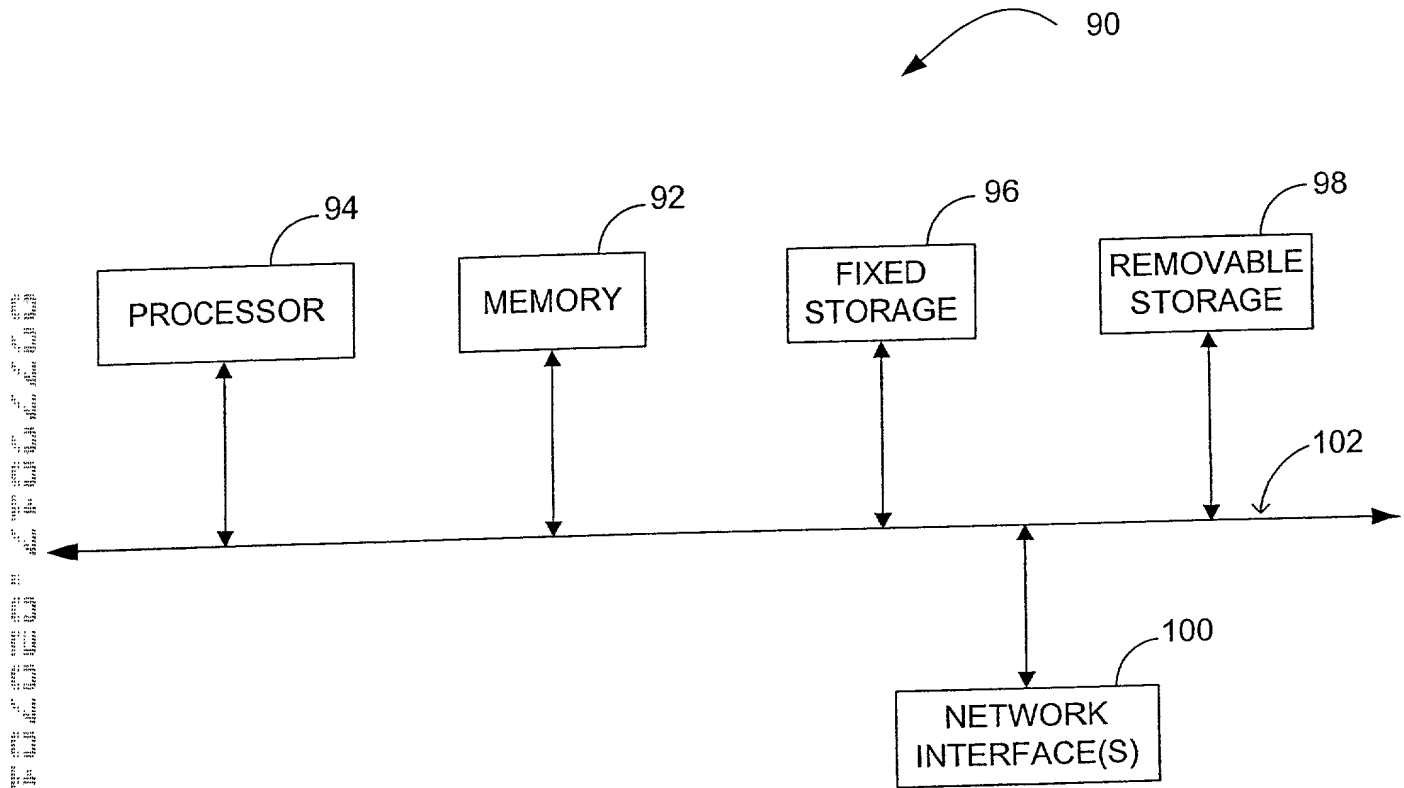 90
94
92
96
98
PROCESSOR
MEMORY
FIXED
STORAGE
REMOVABLE
STORAGE
102
100
NETWORK
INTERFACE(S)